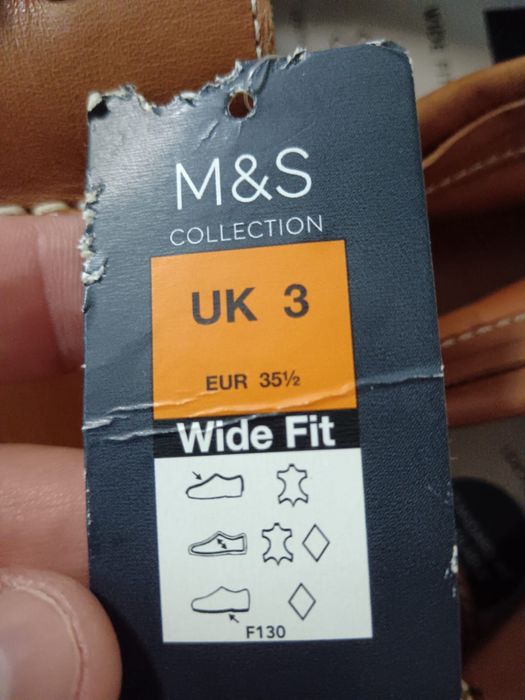 M&S
COLLECTION
UK 3
EUR 35½
Wide Fit
F130